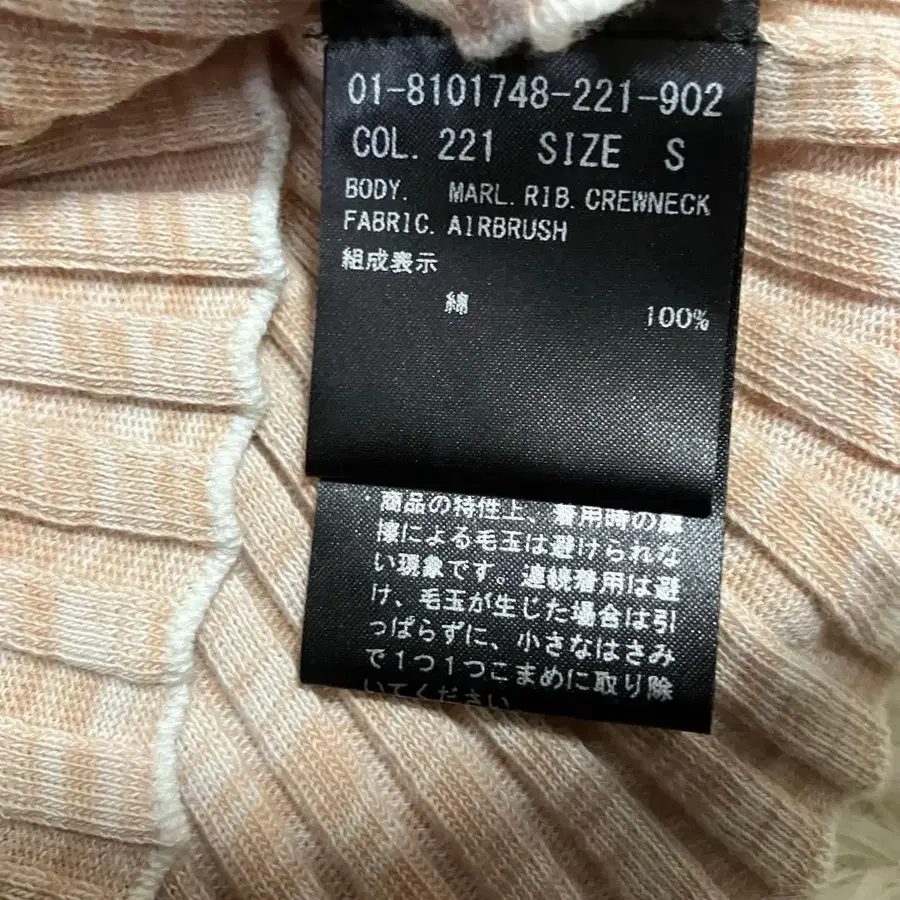 01-8101748-221-902
COL. 221 SIZE S
BODY. MARL.RIB.CREWNECK
FABRIC. AIRBRUSH
組成表示
綿 100%
商品の特性上、着用時の摩
擦による毛玉は避けられな
い現象です。連続着用は避
け、毛玉が生じた場合は引
っぱらずに、小さなはさみ
で1つ1つこまめに取り除
いてください